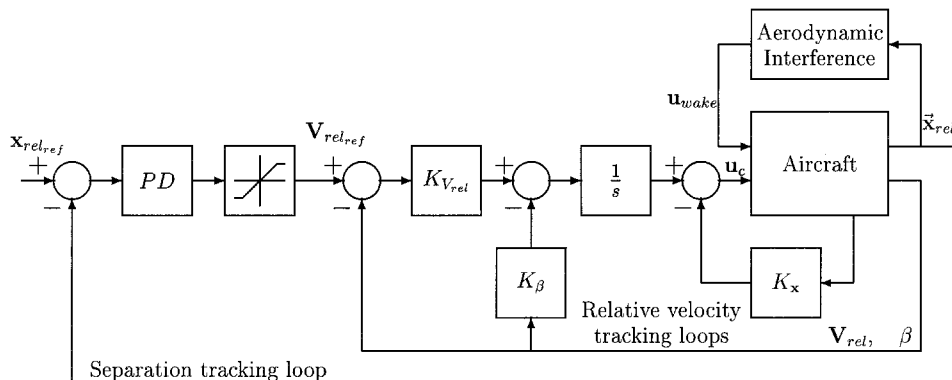 Aerodynamic
Interference
u_wake
x_rel_ref
+
−
PD
V_rel_ref
+
−
K_V_rel
+
−
1/s
+
−
u_c
Aircraft
x⃗_rel
K_β
K_x
Relative velocity
tracking loops
V_rel, β
Separation tracking loop